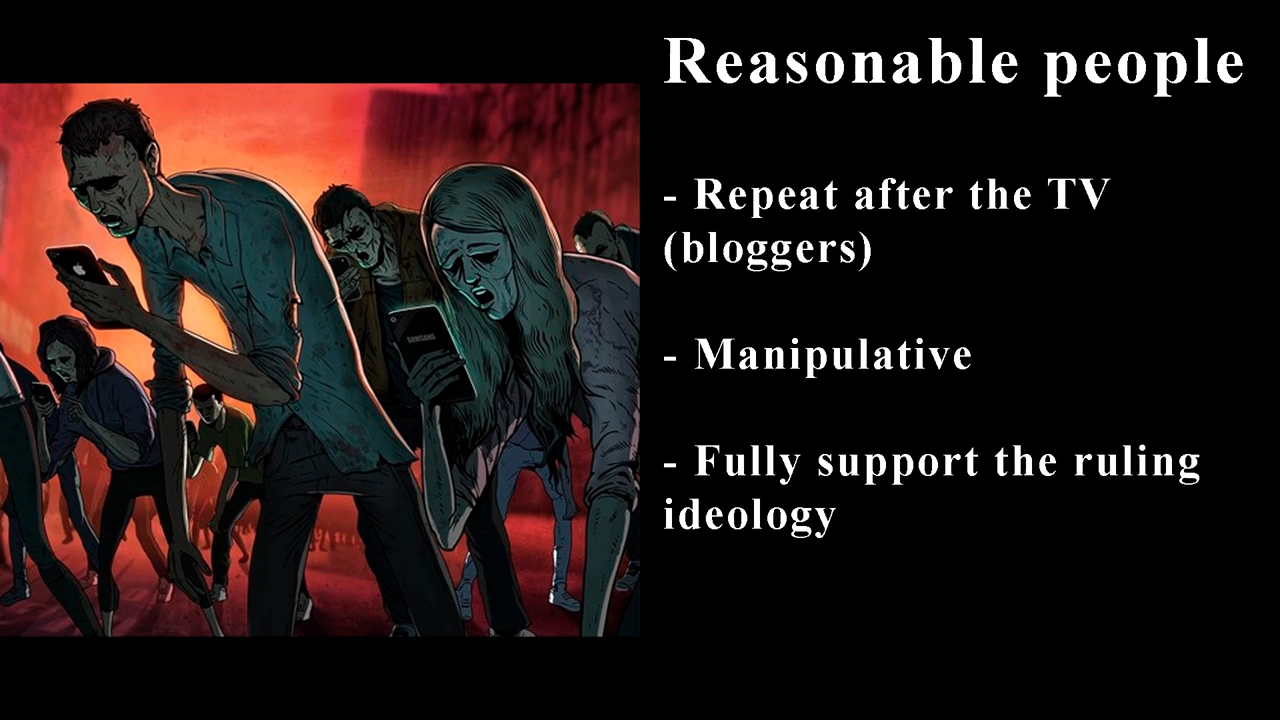 Reasonable people
- Repeat after the TV
(bloggers)
- Manipulative
- Fully support the ruling
ideology
SAMSUNG